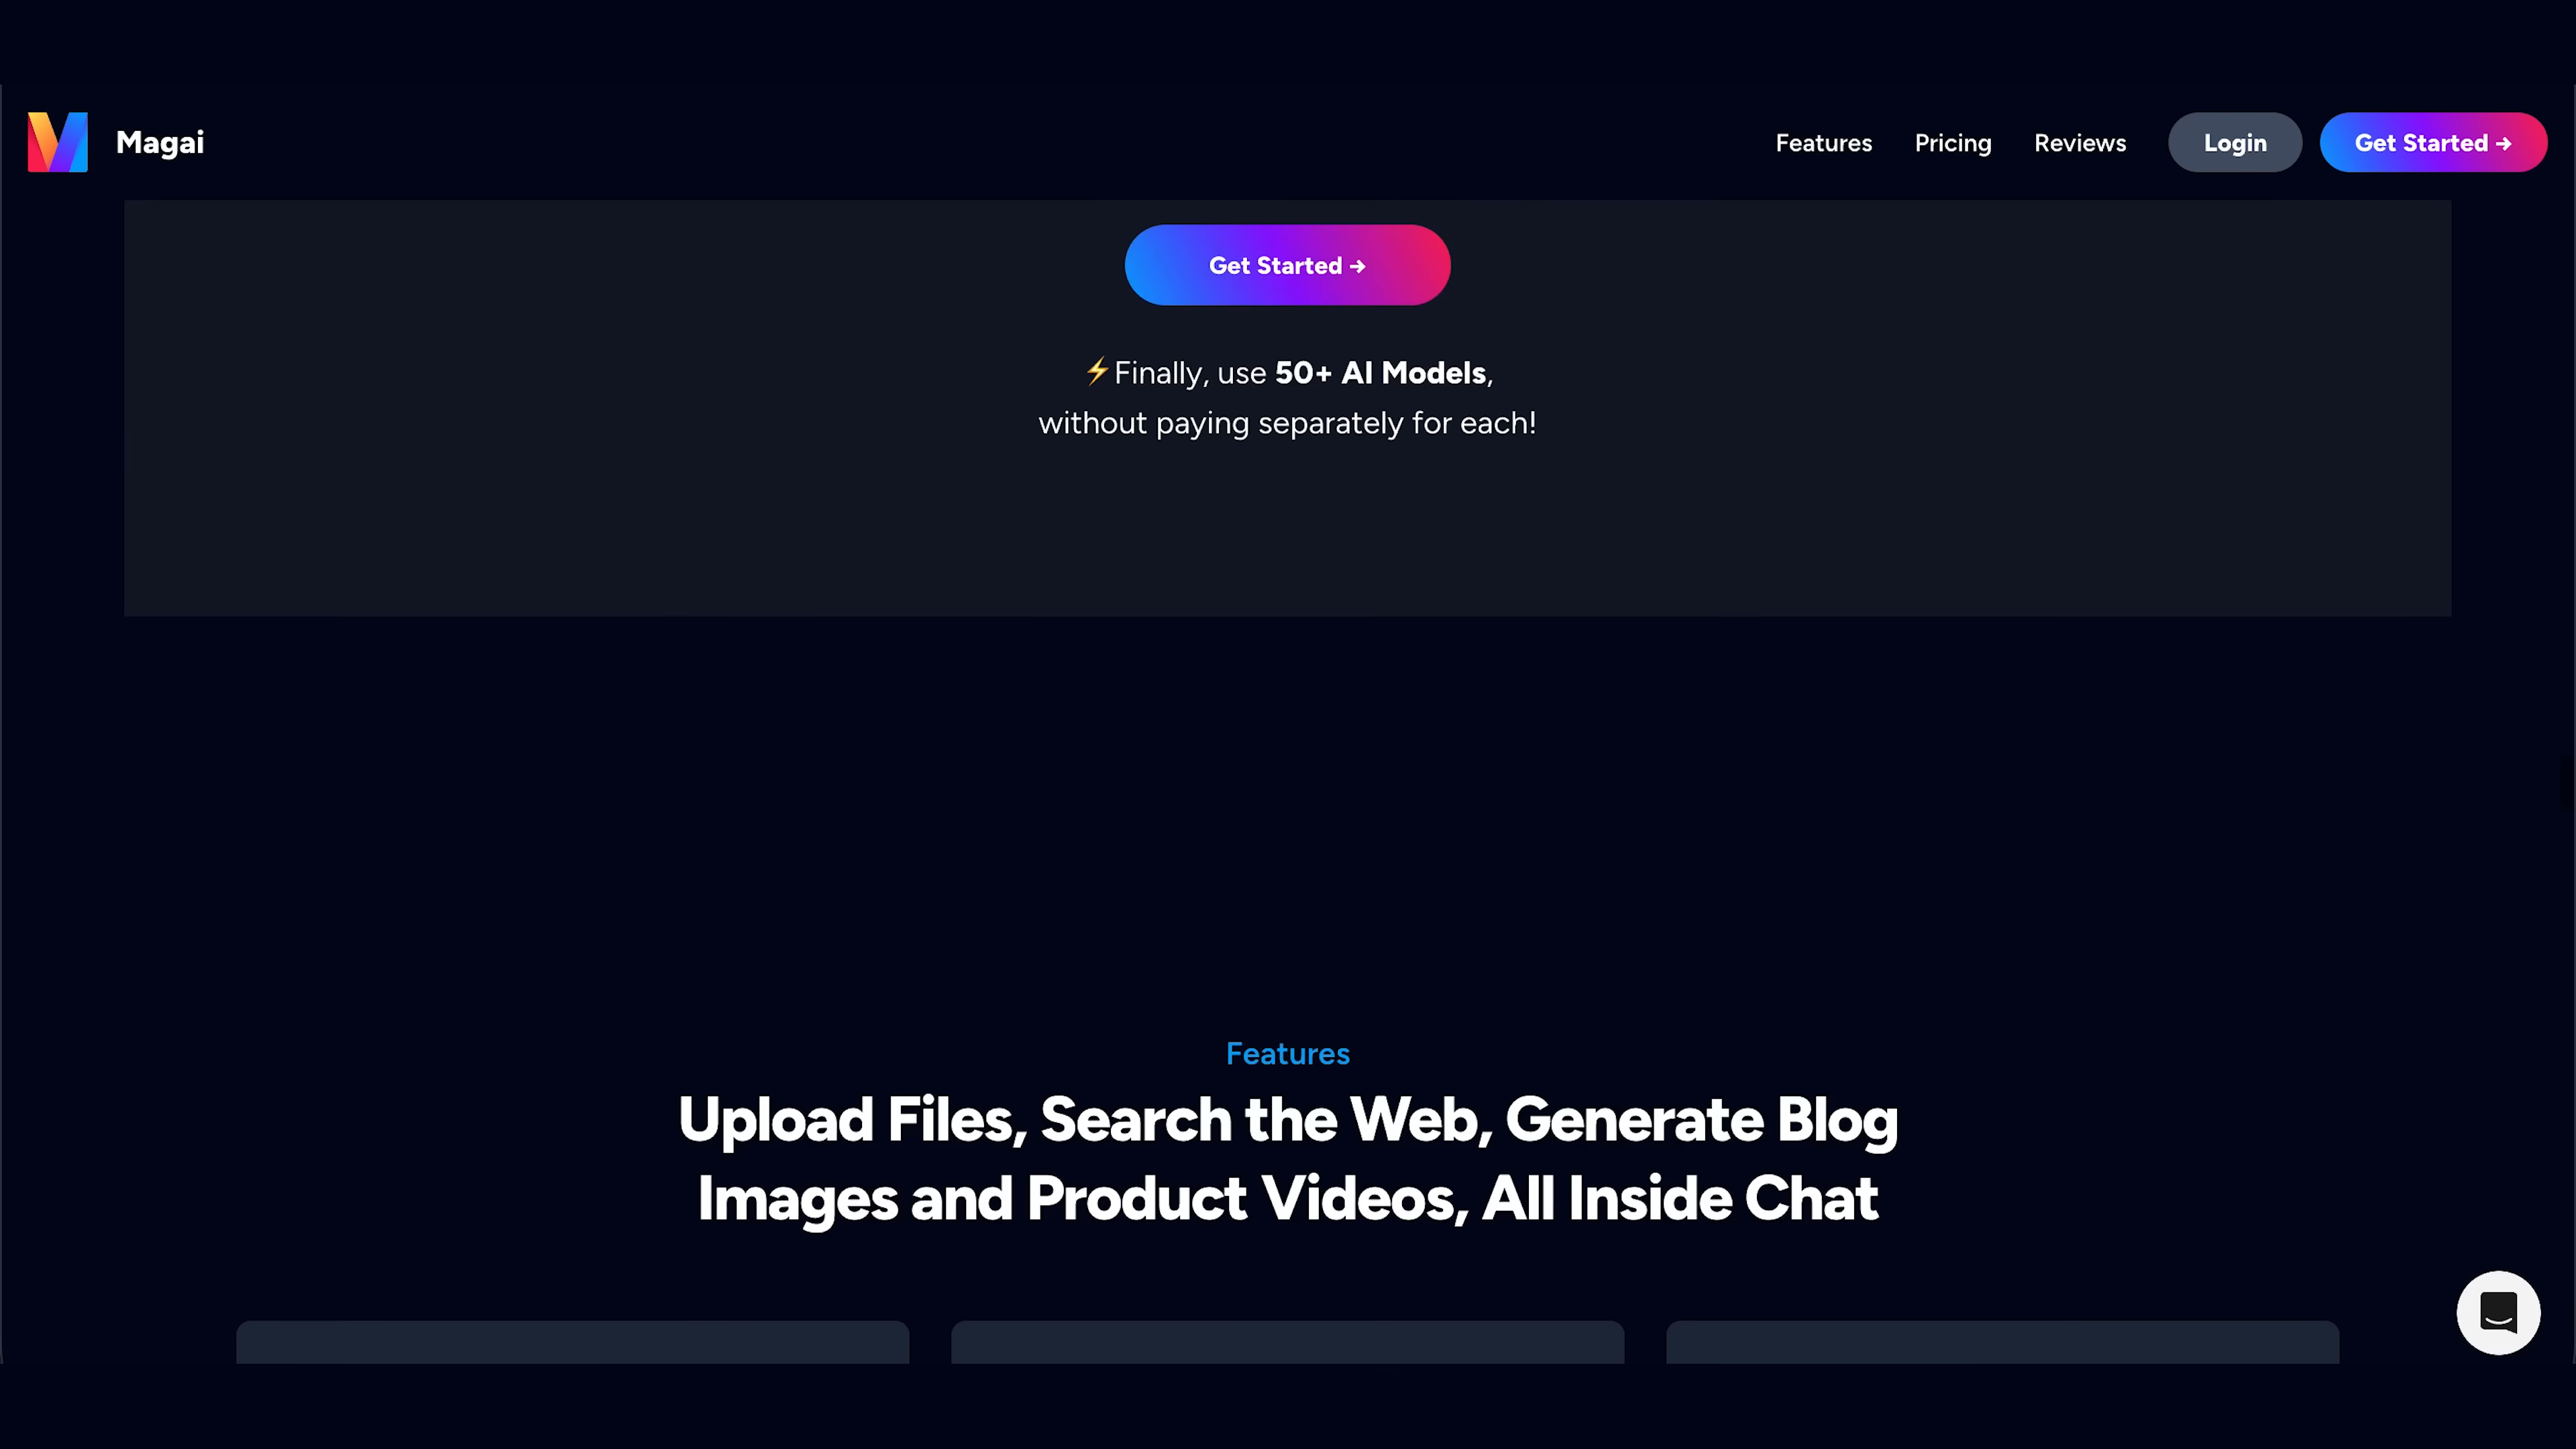 Magai
Features
Pricing
Reviews
Login
Get Started →
Get Started →
⚡Finally, use 50+ AI Models,
without paying separately for each!
Features
Upload Files, Search the Web, Generate Blog
Images and Product Videos, All Inside Chat